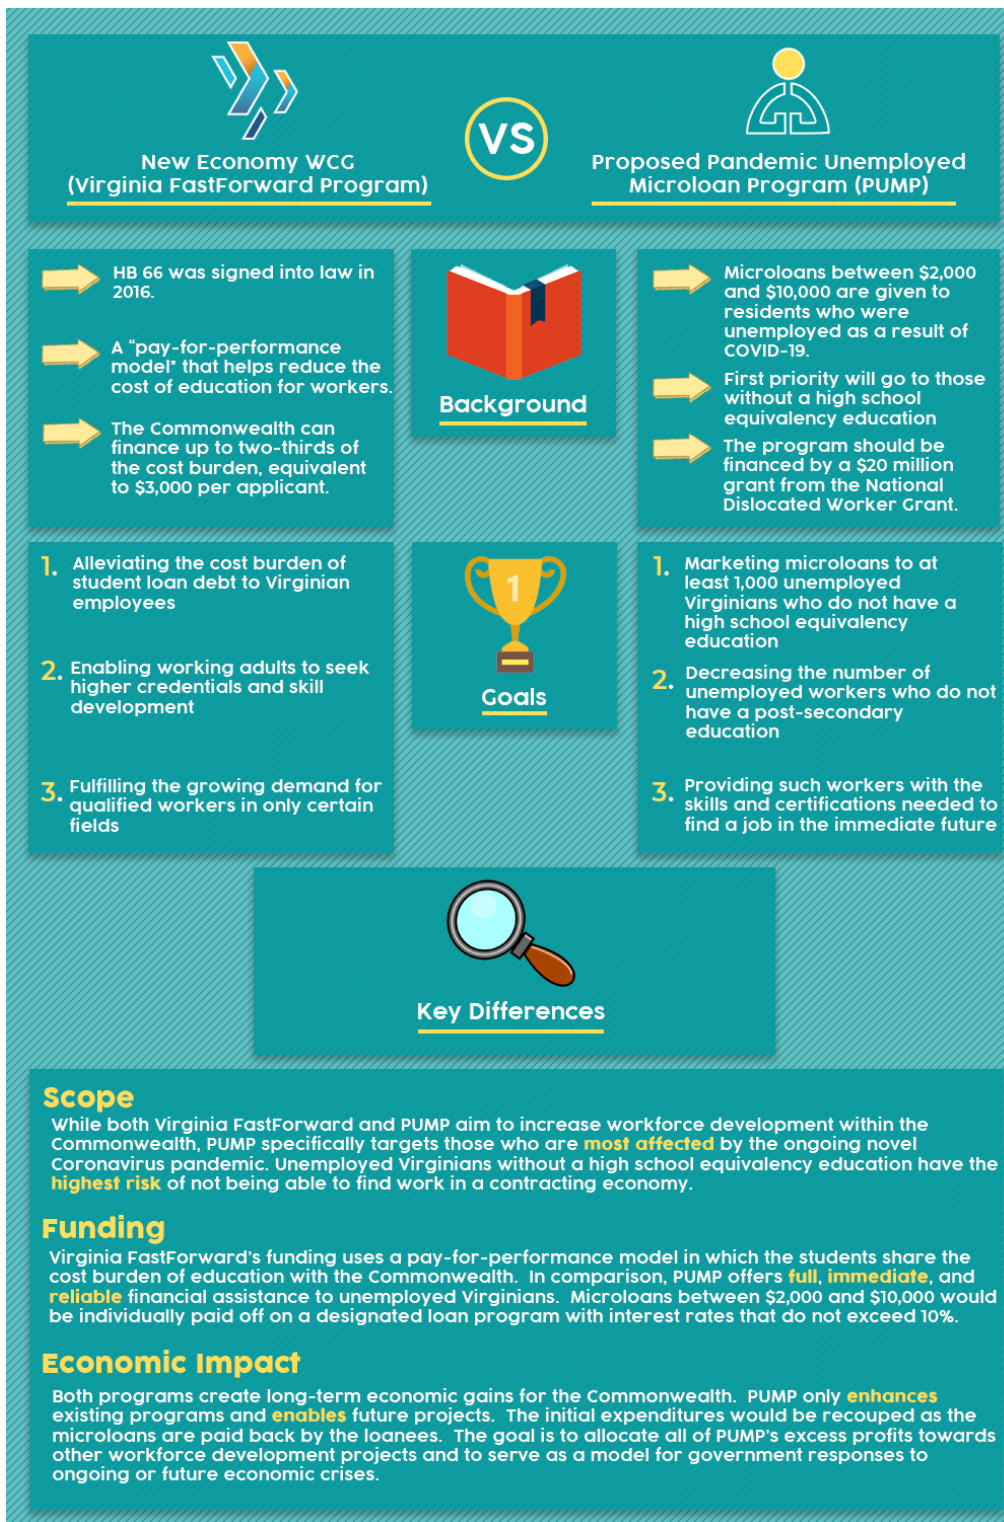 New Economy WCG
(Virginia FastForward Program)
VS
Proposed Pandemic Unemployed
Microloan Program (PUMP)
HB 66 was signed into law in
2016.
A “pay-for-performance
model" that helps reduce the
cost of education for workers.
The Commonwealth can
finance up to two-thirds of
the cost burden, equivalent
to $3,000 per applicant.
Background
Microloans between $2,000
and $10,000 are given to
residents who were
unemployed as a result of
COVID-19.
First priority will go to those
without a high school
equivalency education
The program should be
financed by a $20 million
grant from the National
Dislocated Worker Grant.
1. Alleviating the cost burden of
student loan debt to Virginian
employees
2. Enabling working adults to seek
higher credentials and skill
development
3. Fulfilling the growing demand for
qualified workers in only certain
fields
1
Goals
1. Marketing microloans to at
least 1,000 unemployed
Virginians who do not have a
high school equivalency
education
2. Decreasing the number of
unemployed workers who do not
have a post-secondary
education
3. Providing such workers with the
skills and certifications needed to
find a job in the immediate future
Key Differences
Scope
While both Virginia FastForward and PUMP aim to increase workforce development within the
Commonwealth, PUMP specifically targets those who are most affected by the ongoing novel
Coronavirus pandemic. Unemployed Virginians without a high school equivalency education have the
highest risk of not being able to find work in a contracting economy.
Funding
Virginia FastForward's funding uses a pay-for-performance model in which the students share the
cost burden of education with the Commonwealth. In comparison, PUMP offers full, immediate, and
reliable financial assistance to unemployed Virginians. Microloans between $2,000 and $10,000 would
be individually paid off on a designated loan program with interest rates that do not exceed 10%.
Economic Impact
Both programs create long-term economic gains for the Commonwealth. PUMP only enhances
existing programs and enables future projects. The initial expenditures would be recouped as the
microloans are paid back by the loanees. The goal is to allocate all of PUMP's excess profits towards
other workforce development projects and to serve as a model for government responses to
ongoing or future economic crises.